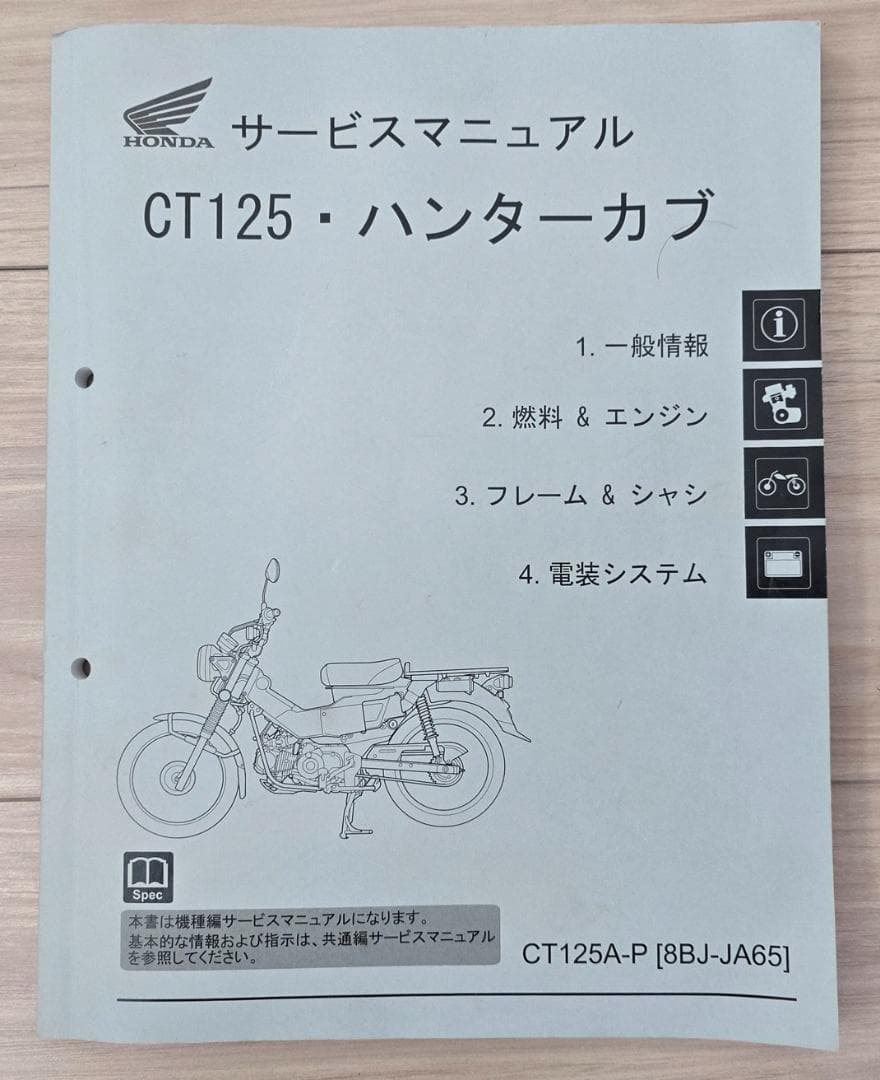 HONDA サービスマニュアル
CT125・ハンターカブ
1. 一般情報
2. 燃料 & エンジン
3. フレーム & シャシ
4. 電装システム
Spec
本書は機種編サービスマニュアルになります。
基本的な情報および指示は、共通編サービスマニュアル
を参照してください。
CT125A-P [8BJ-JA65]